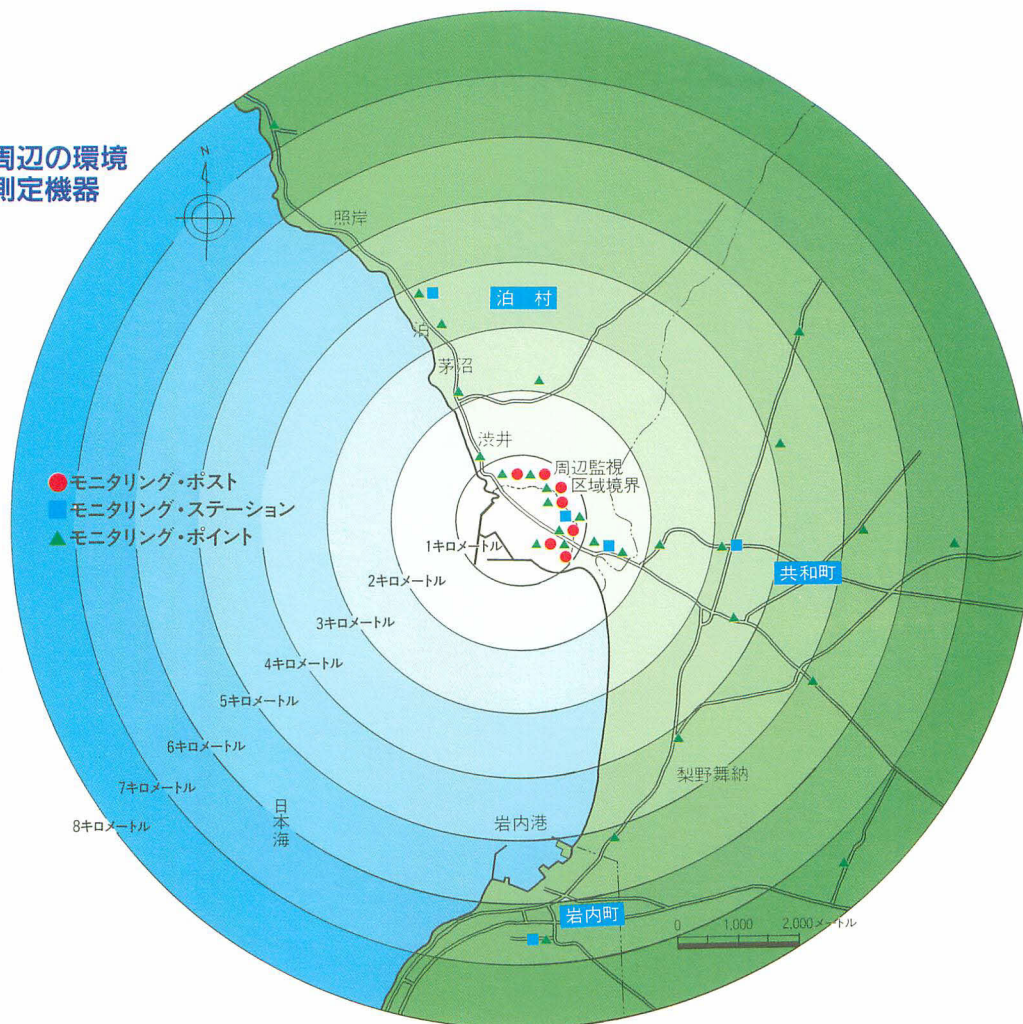 周辺の環境
測定機器
N
照岸
泊村
泊
茅沼
渋井
周辺監視
区域境界
モニタリング・ポスト
モニタリング・ステーション
モニタリング・ポイント
1キロメートル
2キロメートル
3キロメートル
4キロメートル
5キロメートル
6キロメートル
7キロメートル
8キロメートル
共和町
梨野舞納
日本海
岩内港
岩内町
0 1,000 2,000メートル